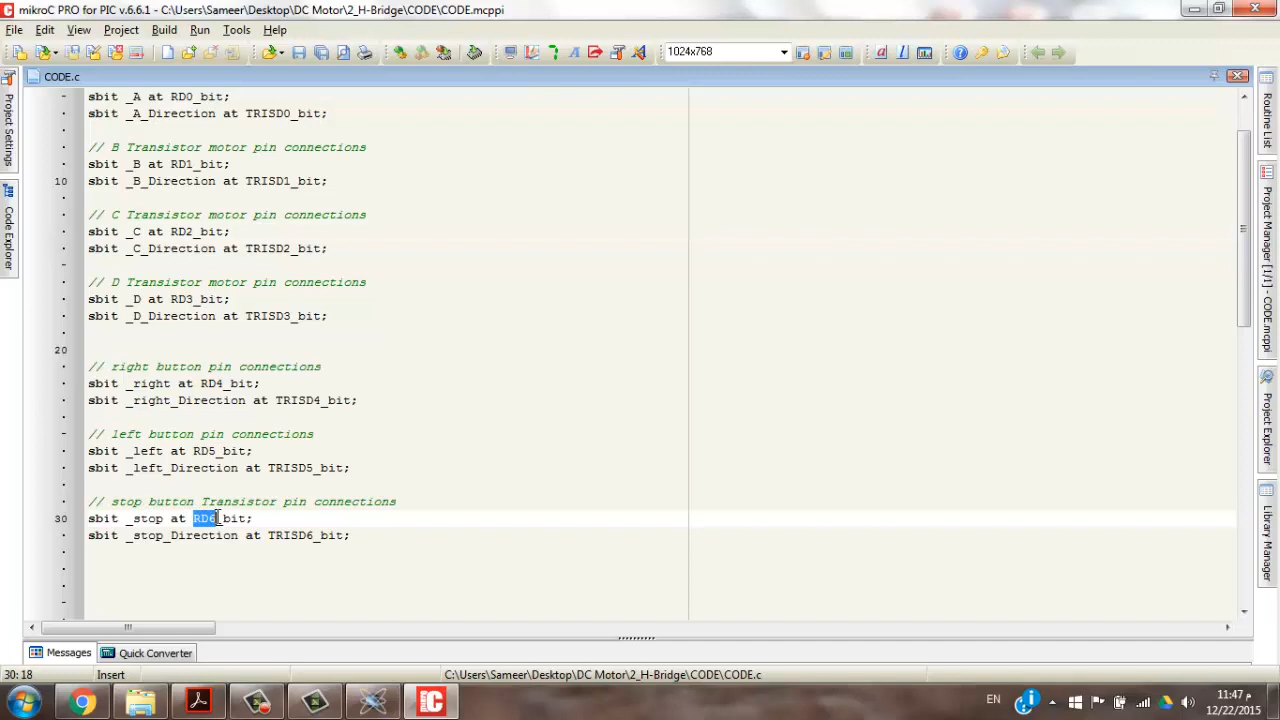 mikroC PRO for PIC v.6.6.1 - C:\Users\Sameer\Desktop\DC Motor\2_H-Bridge\CODE\CODE.mcppi
File Edit View Project Build Run Tools Help
1024x768
CODE.c
Project Settings
Code Explorer
sbit _A at RD0_bit;
sbit _A_Direction at TRISD0_bit;
// B Transistor motor pin connections
sbit _B at RD1_bit;
10 sbit _B_Direction at TRISD1_bit;
// C Transistor motor pin connections
sbit _C at RD2_bit;
sbit _C_Direction at TRISD2_bit;
// D Transistor motor pin connections
sbit _D at RD3_bit;
sbit _D_Direction at TRISD3_bit;
20
// right button pin connections
sbit _right at RD4_bit;
sbit _right_Direction at TRISD4_bit;
// left button pin connections
sbit _left at RD5_bit;
sbit _left_Direction at TRISD5_bit;
// stop button Transistor pin connections
30 sbit _stop at RD6_bit;
sbit _stop_Direction at TRISD6_bit;
Routine List
Project Manager [1/1] - CODE.mcppi
Project Explorer
Library Manager
Messages Quick Converter
30:18 Insert C:\Users\Sameer\Desktop\DC Motor\2_H-Bridge\CODE\CODE.c
EN
11:47 م
12/22/2015